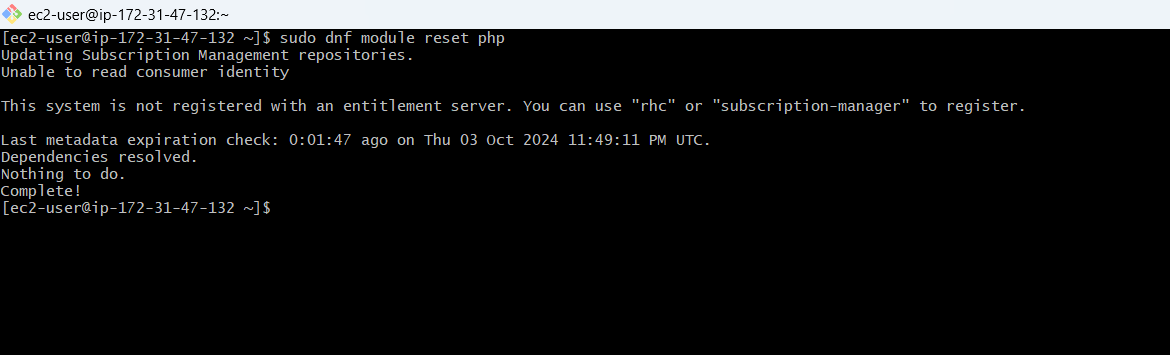 ec2-user@ip-172-31-47-132:~
[ec2-user@ip-172-31-47-132 ~]$ sudo dnf module reset php
Updating Subscription Management repositories.
Unable to read consumer identity
This system is not registered with an entitlement server. You can use "rhc" or "subscription-manager" to register.
Last metadata expiration check: 0:01:47 ago on Thu 03 Oct 2024 11:49:11 PM UTC.
Dependencies resolved.
Nothing to do.
Complete!
[ec2-user@ip-172-31-47-132 ~]$